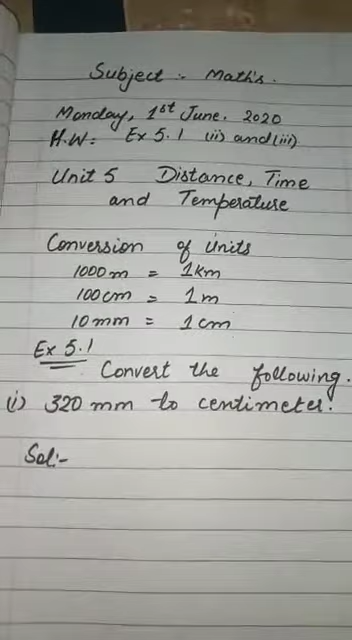 Subject :- Math's.
Monday, 1st June. 2020
H.W: Ex 5.1 (ii) and (iii)
Unit 5 Distance, Time
and Temperature
Conversion of Units
1000 m = 1 km
100 cm = 1 m
10 mm = 1 cm
Ex 5.1
Convert the following.
(i) 320 mm to centimeter.
Sol:-